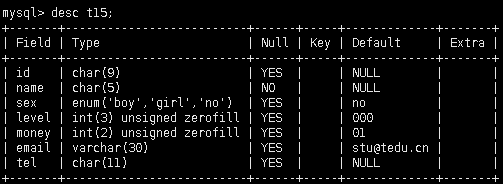 mysql> desc t15;
+-------+--------------------------+------+-----+-------------+-------+
| Field | Type                     | Null | Key | Default     | Extra |
+-------+--------------------------+------+-----+-------------+-------+
| id    | char(9)                  | YES  |     | NULL        |       |
| name  | char(5)                  | NO   |     | NULL        |       |
| sex   | enum('boy','girl','no')  | YES  |     | no          |       |
| level | int(3) unsigned zerofill | YES  |     | 000         |       |
| money | int(2) unsigned zerofill | YES  |     | 01          |       |
| email | varchar(30)              | YES  |     | stu@tedu.cn |       |
| tel   | char(11)                 | YES  |     | NULL        |       |
+-------+--------------------------+------+-----+-------------+-------+